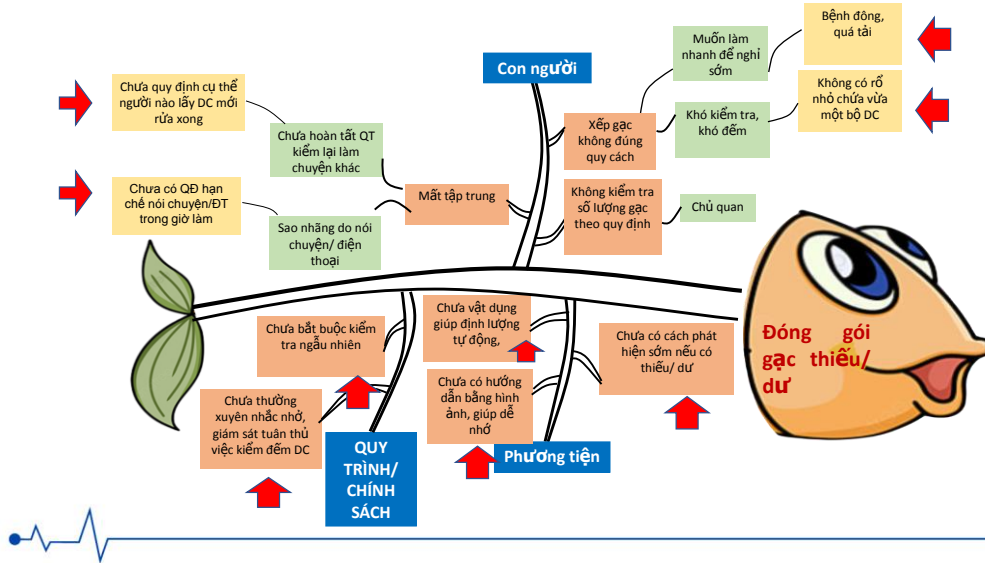 Con người
Muốn làm
nhanh để nghỉ
sớm
Bệnh đông,
quá tải
Chưa quy định cụ thể
người nào lấy DC mới
rửa xong
Chưa hoàn tất QT
kiểm lại làm
chuyện khác
Xếp gạc
không đúng
quy cách
Khó kiểm tra,
khó đếm
Không có rổ
nhỏ chứa vừa
một bộ DC
Chưa có QĐ hạn
chế nói chuyện/ĐT
trong giờ làm
Sao nhãng do nói
chuyện/ điện
thoại
Mất tập trung
Không kiểm tra
số lượng gạc
theo quy định
Chủ quan
Chưa bắt buộc kiểm
tra ngẫu nhiên
Chưa vật dụng
giúp định lượng
tự động,
Chưa có cách phát
hiện sớm nếu có
thiếu/ dư
Đóng gói
gạc thiếu/
dư
Chưa thường
xuyên nhắc nhở,
giám sát tuân thủ
việc kiểm đếm DC
Chưa có hướng
dẫn bằng hình
ảnh, giúp dễ
nhớ
QUY
TRÌNH/
CHÍNH
SÁCH
Phương tiện